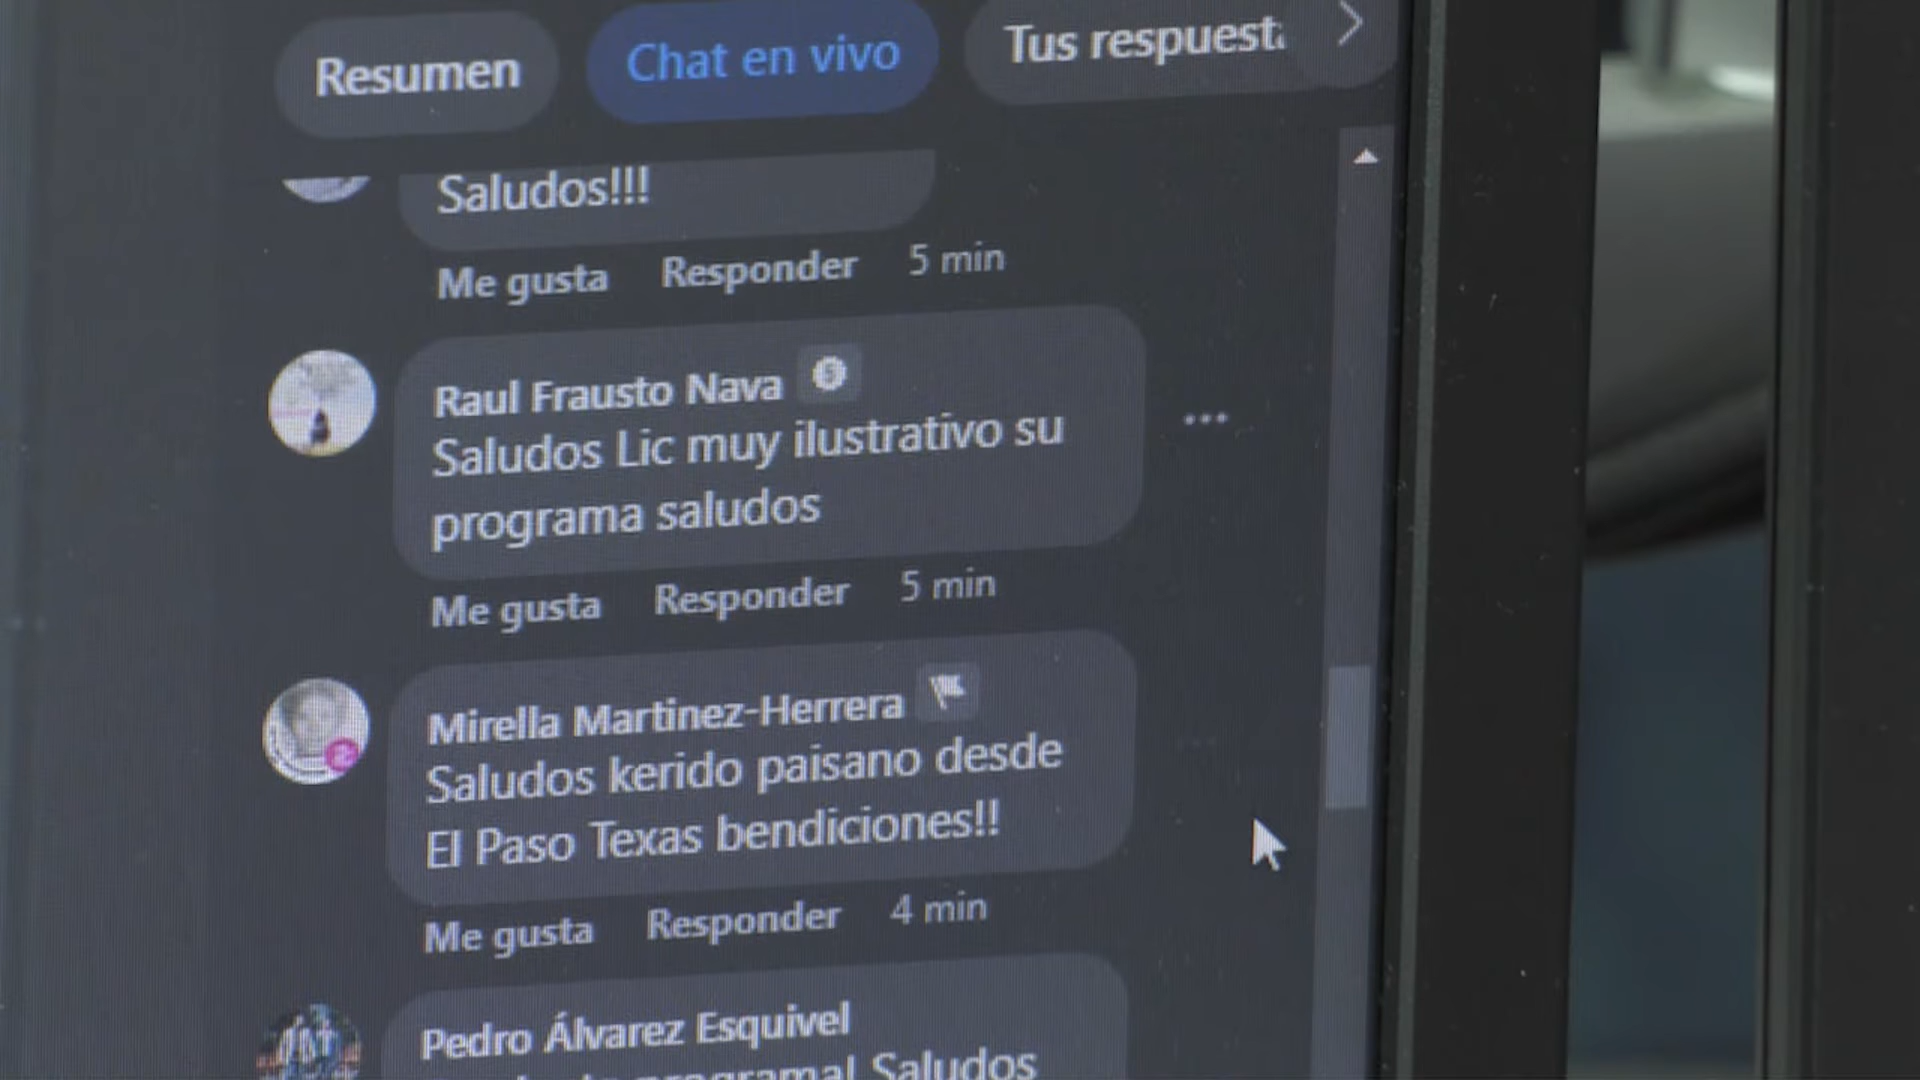 Resumen Chat en vivo Tus respuest
Saludos!!!
Me gusta Responder 5 min
Raul Frausto Nava
Saludos Lic muy ilustrativo su
programa saludos
Me gusta Responder 5 min
Mirella Martinez-Herrera
Saludos kerido paisano desde
El Paso Texas bendiciones!!
Me gusta Responder 4 min
Pedro Álvarez Esquivel
programa! Saludos